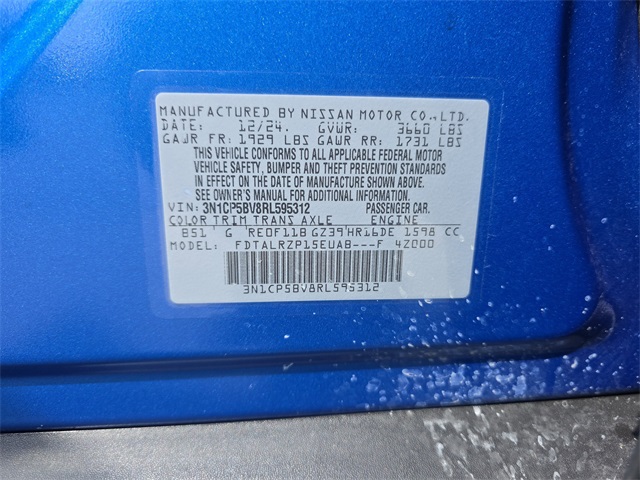 MANUFACTURED BY NISSAN MOTOR CO., LTD.
DATE: 12/24. GVWR: 3660 LBS
GAWR FR: 1929 LBS GAWR RR: 1731 LBS
THIS VEHICLE CONFORMS TO ALL APPLICABLE FEDERAL MOTOR
VEHICLE SAFETY, BUMPER AND THEFT PREVENTION STANDARDS
IN EFFECT ON THE DATE OF MANUFACTURE SHOWN ABOVE.
SEE OWNER'S MANUAL FOR ADDITIONAL INFORMATION.
VIN: 3N1CP5BV8RL595312 PASSENGER CAR.
COLOR TRIM TRANS AXLE ENGINE
B51 G RE0F11B GZ39 HR16DE 1598 CC
MODEL: FDTALRZP15EUAB---F 4Z000
3N1CP5BV8RL595312